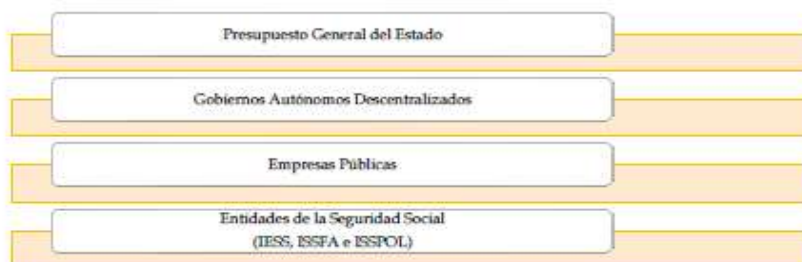 Presupuesto General del Estado
Gobiernos Autónomos Descentralizados
Empresas Públicas
Entidades de la Seguridad Social
(IESS, ISSFA e ISSPOL)